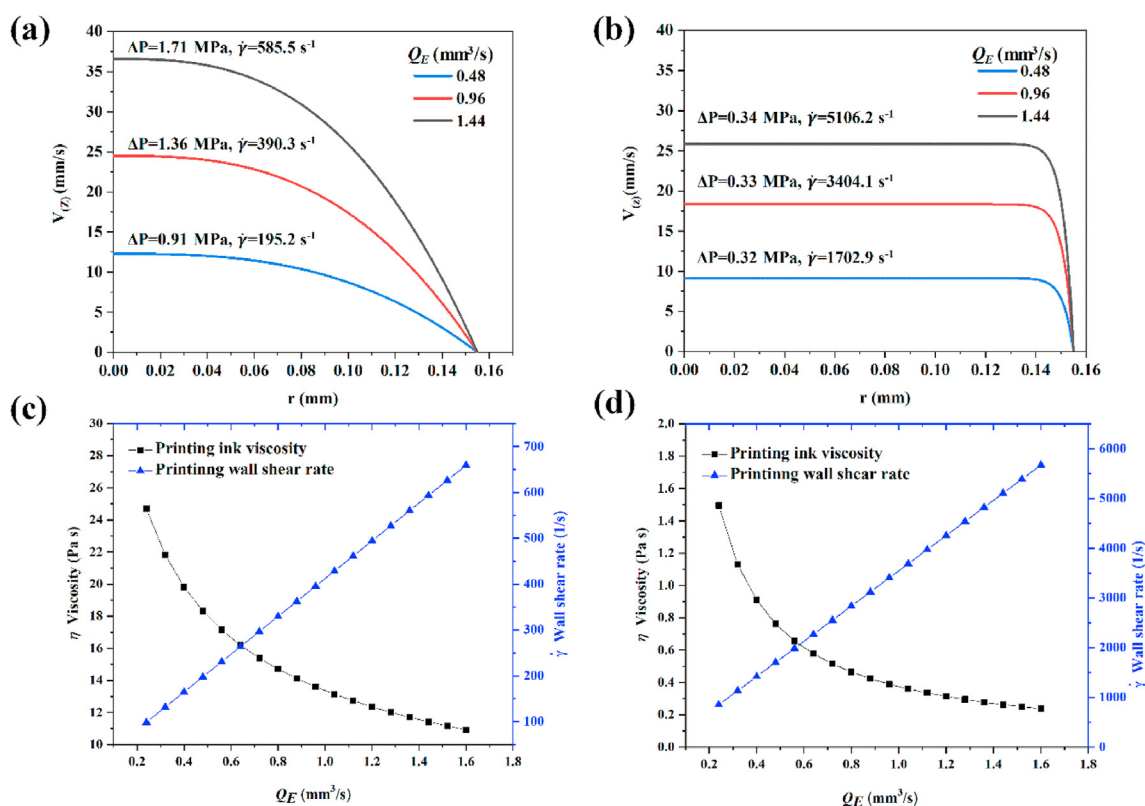 (a)
ΔP=1.71 MPa, γ̇=585.5 s⁻¹
Q_E (mm³/s)
0.48
0.96
1.44
ΔP=1.36 MPa, γ̇=390.3 s⁻¹
ΔP=0.91 MPa, γ̇=195.2 s⁻¹
V_(Z) (mm/s)
40
35
30
25
20
15
10
5
0
0.00 0.02 0.04 0.06 0.08 0.10 0.12 0.14 0.16
r (mm)
(b)
Q_E (mm³/s)
0.48
0.96
1.44
ΔP=0.34 MPa, γ̇=5106.2 s⁻¹
ΔP=0.33 MPa, γ̇=3404.1 s⁻¹
ΔP=0.32 MPa, γ̇=1702.9 s⁻¹
V_(z) (mm/s)
40
35
30
25
20
15
10
5
0
0.00 0.02 0.04 0.06 0.08 0.10 0.12 0.14 0.16
r (mm)
(c)
Printing ink viscosity
Printinng wall shear rate
η Viscosity (Pa s)
30
28
26
24
22
20
18
16
14
12
10
γ̇ Wall shear rate (1/s)
700
600
500
400
300
200
100
0.2 0.4 0.6 0.8 1.0 1.2 1.4 1.6 1.8
Q_E (mm³/s)
(d)
Printing ink viscosity
Printinng wall shear rate
η Viscosity (Pa s)
2.0
1.8
1.6
1.4
1.2
1.0
0.8
0.6
0.4
0.2
0.0
γ̇ Wall shear rate (1/s)
6000
5000
4000
3000
2000
1000
0
0.2 0.4 0.6 0.8 1.0 1.2 1.4 1.6 1.8
Q_E (mm³/s)